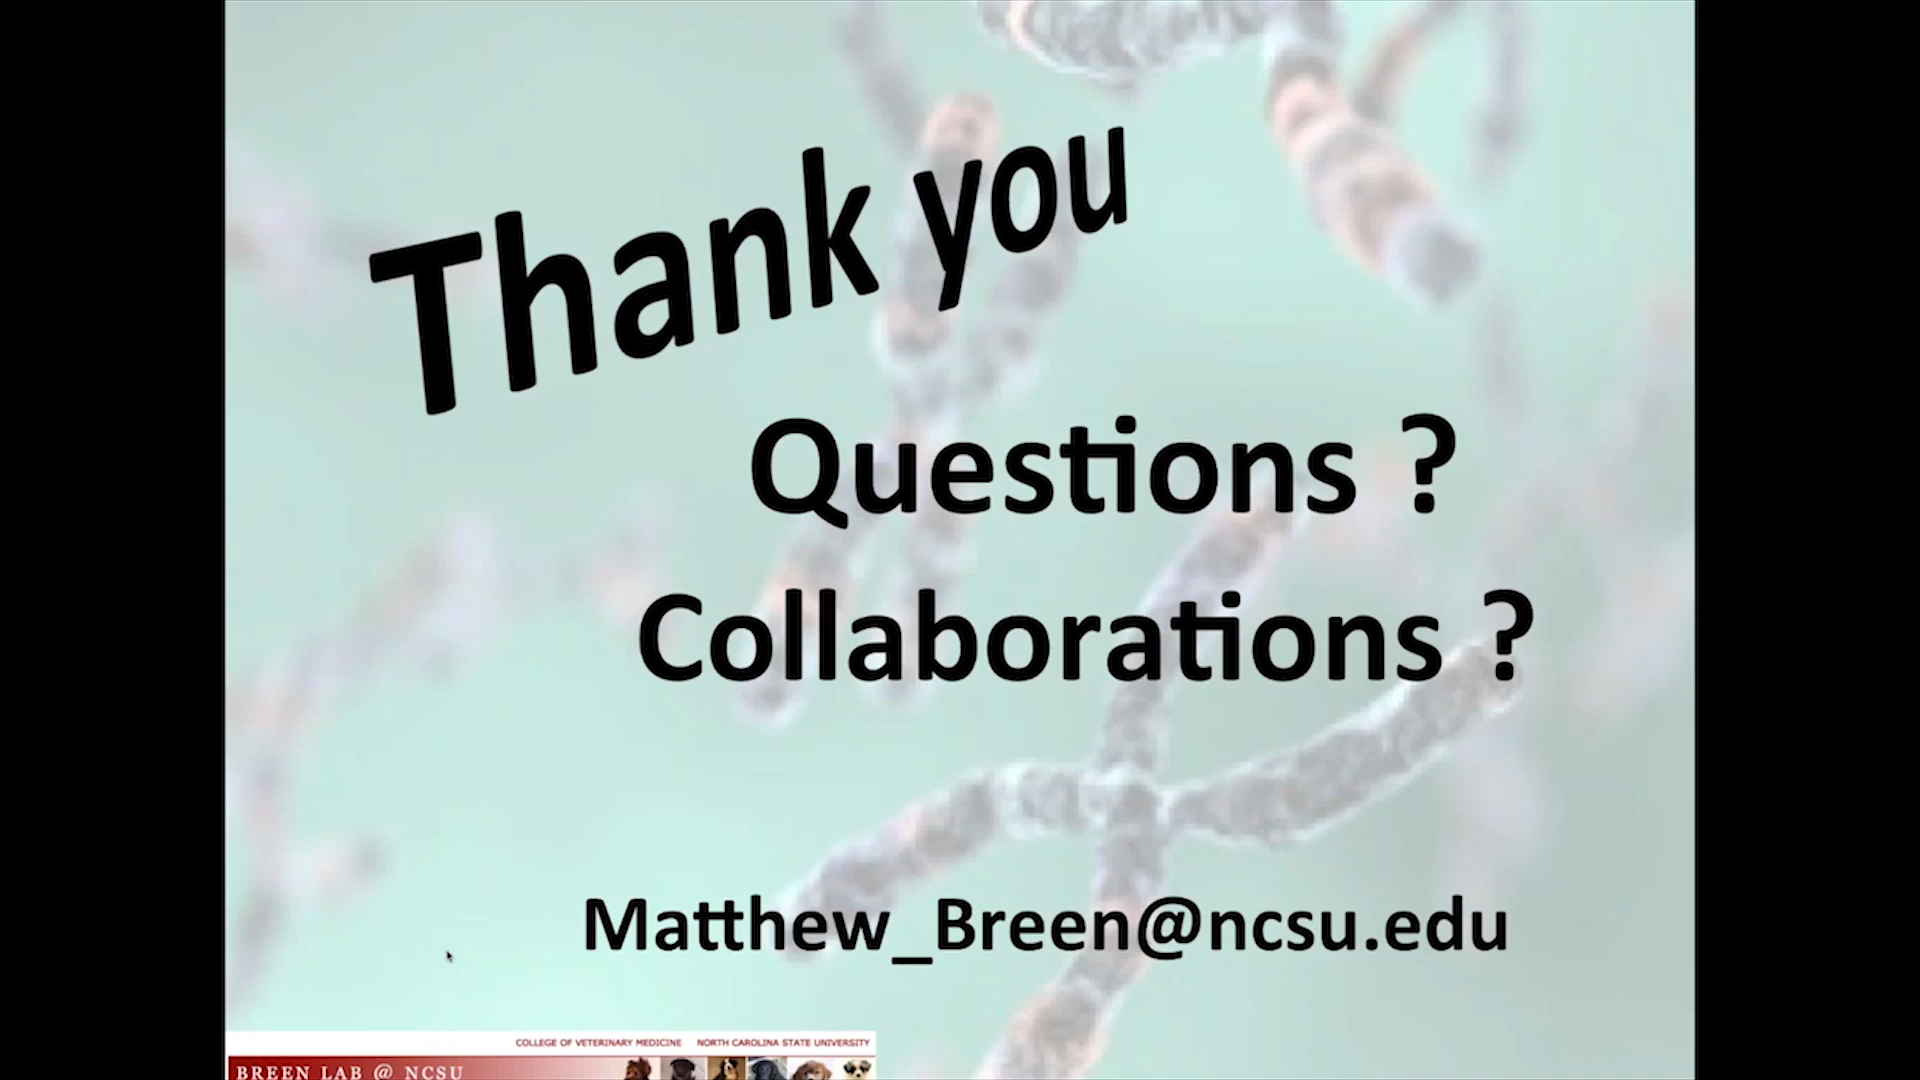 Thank you
Questions ?
Collaborations ?
Matthew_Breen@ncsu.edu
COLLEGE OF VETERINARY MEDICINE NORTH CAROLINA STATE UNIVERSITY
BREEN LAB @ NCSU